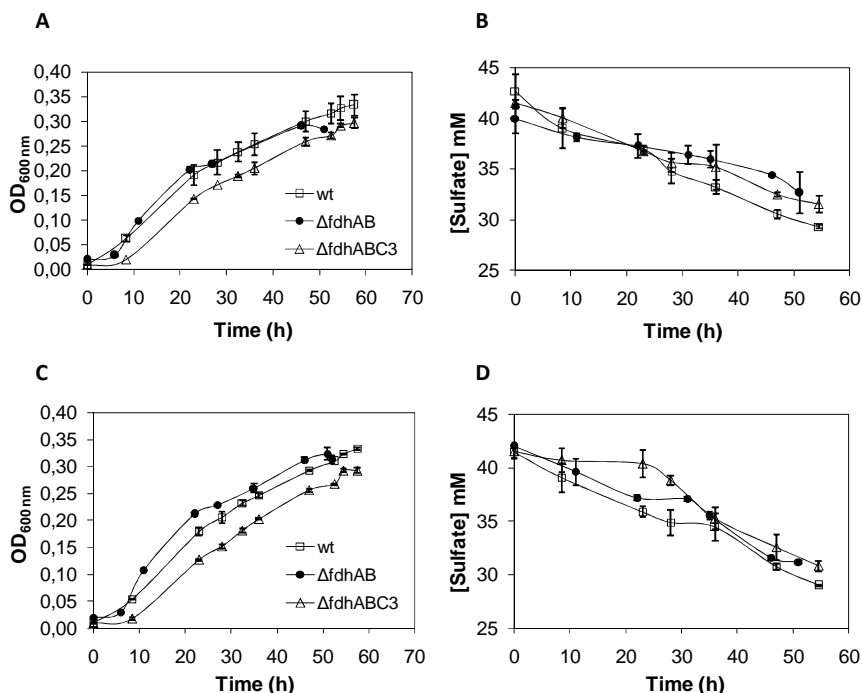 A
0,40
0,35
0,30
0,25
0,20
0,15
0,10
0,05
0,00
OD600 nm
wt
ΔfdhAB
ΔfdhABC3
0 10 20 30 40 50 60 70
Time (h)
B
45
40
35
30
25
[Sulfate] mM
0 10 20 30 40 50 60
Time (h)
C
0,40
0,35
0,30
0,25
0,20
0,15
0,10
0,05
0,00
OD600 nm
wt
ΔfdhAB
ΔfdhABC3
0 10 20 30 40 50 60 70
Time (h)
D
45
40
35
30
25
[Sulfate] mM
0 10 20 30 40 50 60
Time (h)